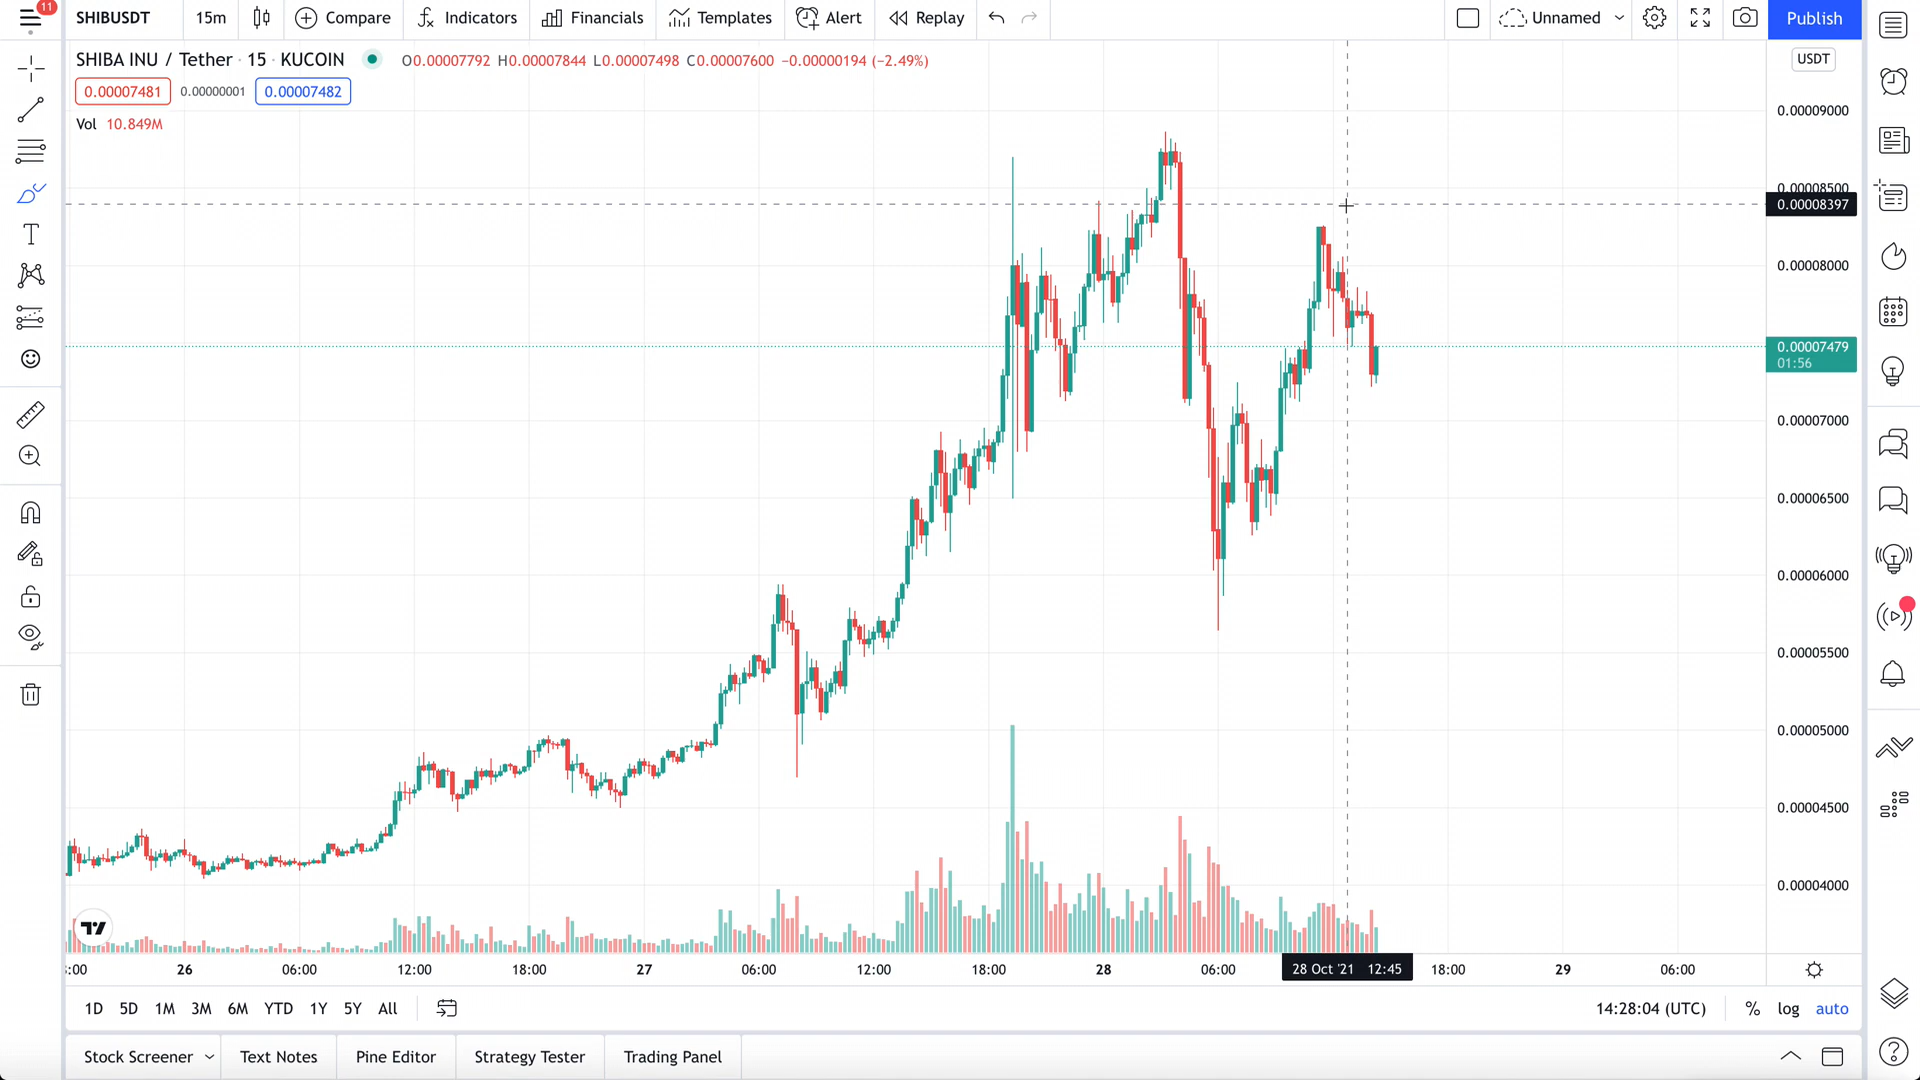 11
SHIBUSDT 15m Compare Indicators Financials Templates Alert Replay Unnamed Publish
SHIBA INU / Tether · 15 · KUCOIN O0.00007792 H0.00007844 L0.00007498 C0.00007600 −0.00000194 (−2.49%)
USDT
0.00007481 0.00000001 0.00007482
Vol 10.849M
0.00009000
0.00008500
0.00008397
0.00008000
0.00007479
01:56
0.00007000
0.00006500
0.00006000
0.00005500
0.00005000
0.00004500
0.00004000
:00 26 06:00 12:00 18:00 27 06:00 12:00 18:00 28 06:00 28 Oct '21 12:45 18:00 29 06:00
1D 5D 1M 3M 6M YTD 1Y 5Y All 14:28:04 (UTC) % log auto
Stock Screener Text Notes Pine Editor Strategy Tester Trading Panel